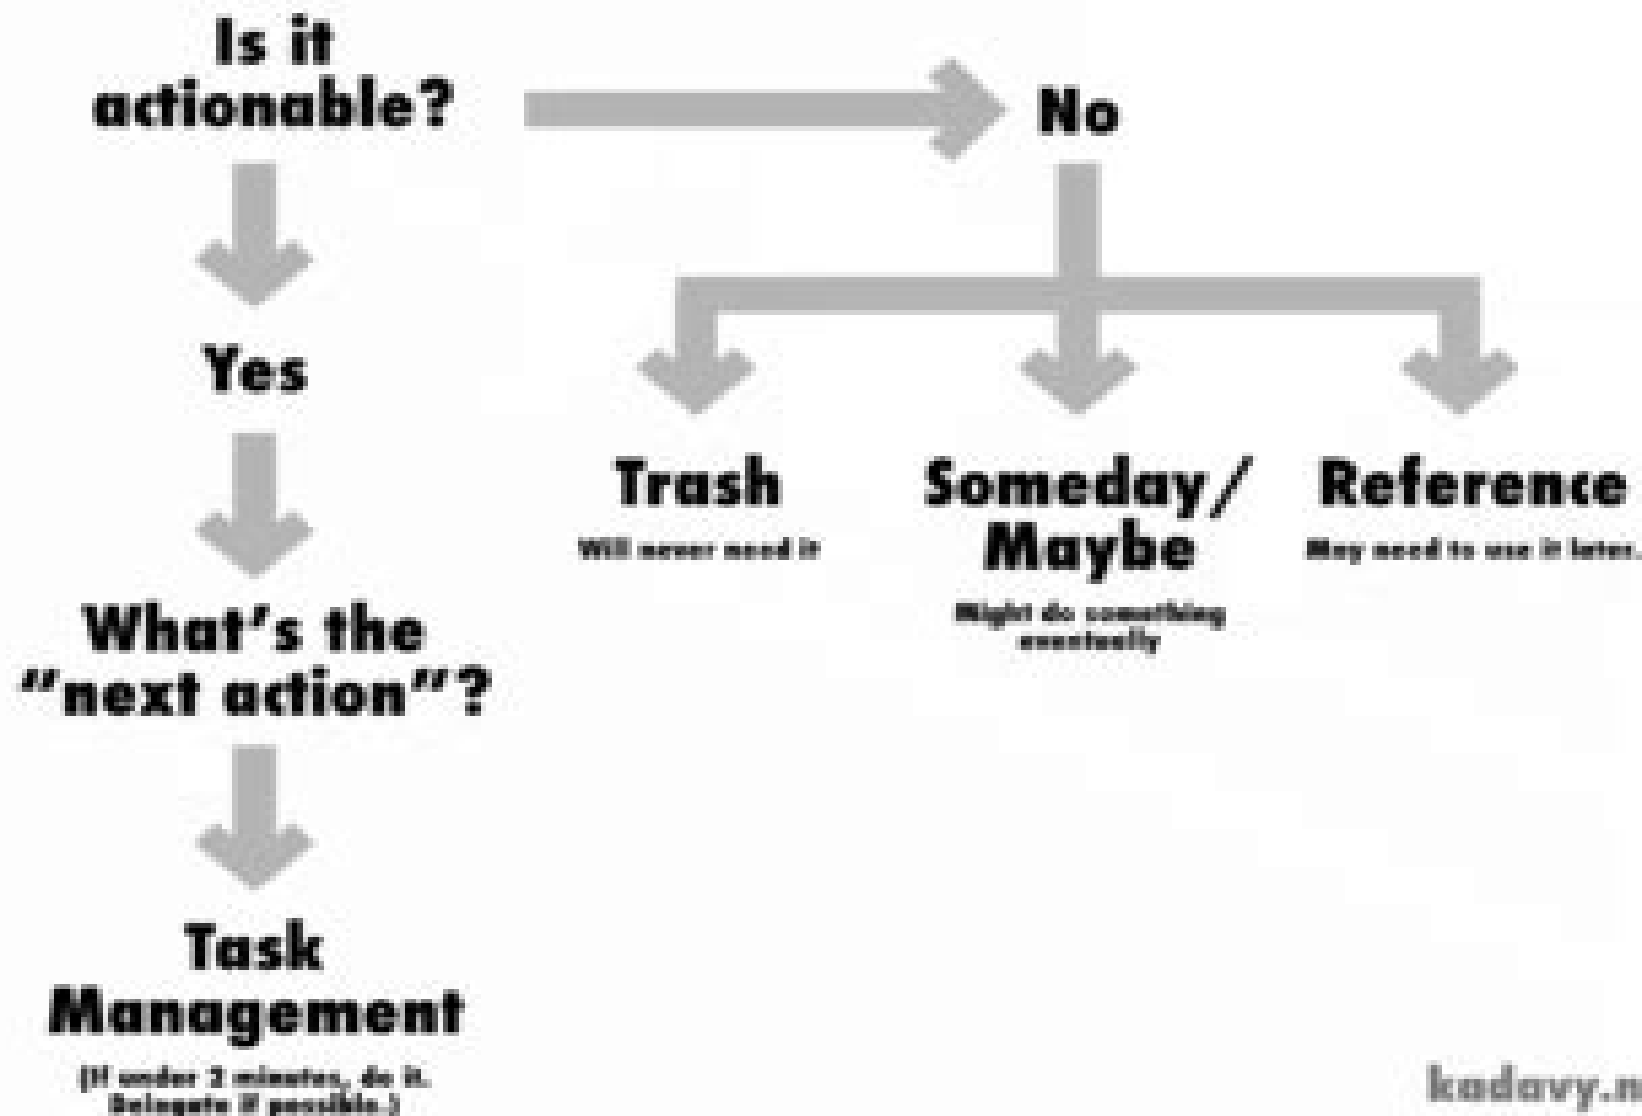 Is it
actionable?
No
Yes
Trash
Will never need it
Someday/
Maybe
Might do something
eventually
Reference
May need to use it later.
What's the
"next action"?
Task
Management
(If under 2 minutes, do it.
Delegate if possible.)
kadavy.n